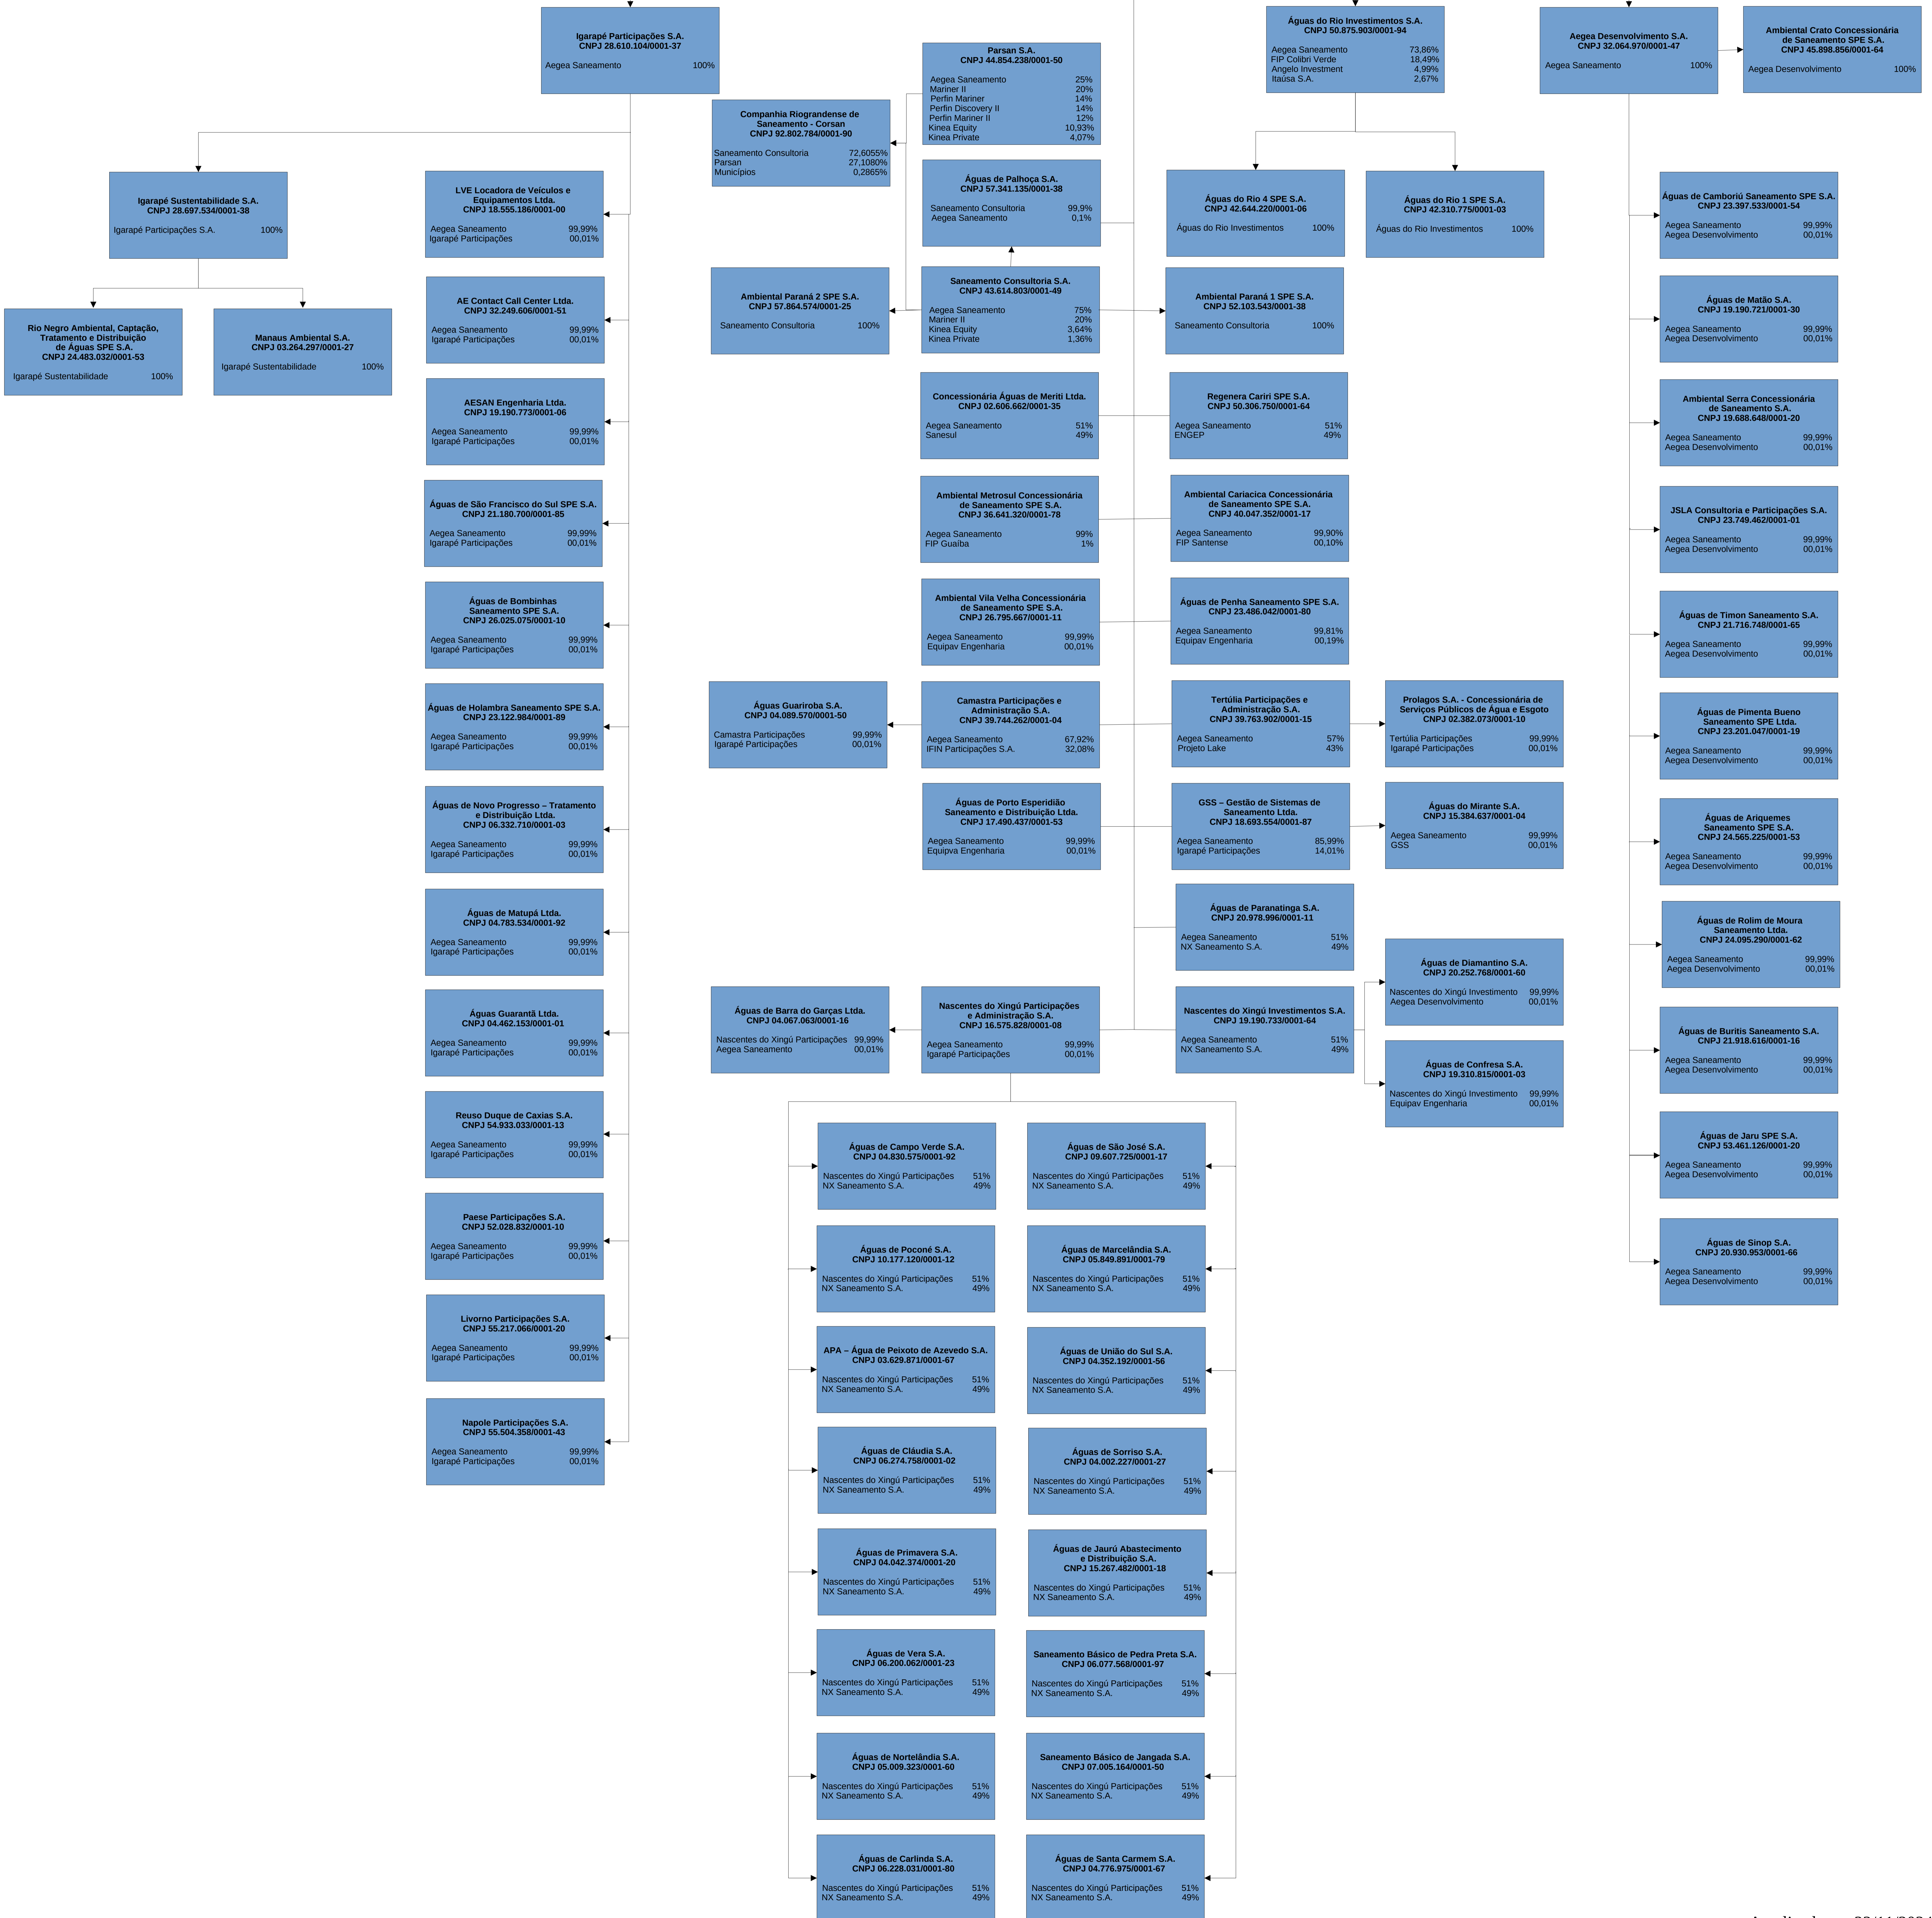 Igarapé Participações S.A.
CNPJ 28.610.104/0001-37
Aegea Saneamento 100%
Igarapé Sustentabilidade S.A.
CNPJ 28.697.534/0001-38
Igarapé Participações S.A. 100%
Rio Negro Ambiental, Captação,
Tratamento e Distribuição
de Águas SPE S.A.
CNPJ 24.483.032/0001-53
Igarapé Sustentabilidade 100%
Manaus Ambiental S.A.
CNPJ 03.264.297/0001-27
Igarapé Sustentabilidade 100%
LVE Locadora de Veículos e
Equipamentos Ltda.
CNPJ 18.555.186/0001-00
Aegea Saneamento 99,99%
Igarapé Participações 00,01%
AE Contact Call Center Ltda.
CNPJ 32.249.606/0001-51
Aegea Saneamento 99,99%
Igarapé Participações 00,01%
AESAN Engenharia Ltda.
CNPJ 19.190.773/0001-06
Aegea Saneamento 99,99%
Igarapé Participações 00,01%
Águas de São Francisco do Sul SPE S.A.
CNPJ 21.180.700/0001-85
Aegea Saneamento 99,99%
Igarapé Participações 00,01%
Águas de Bombinhas
Saneamento SPE S.A.
CNPJ 26.025.075/0001-10
Aegea Saneamento 99,99%
Igarapé Participações 00,01%
Águas de Holambra Saneamento SPE S.A.
CNPJ 23.122.984/0001-89
Aegea Saneamento 99,99%
Igarapé Participações 00,01%
Águas de Novo Progresso – Tratamento
e Distribuição Ltda.
CNPJ 06.332.710/0001-03
Aegea Saneamento 99,99%
Igarapé Participações 00,01%
Águas de Matupá Ltda.
CNPJ 04.783.534/0001-92
Aegea Saneamento 99,99%
Igarapé Participações 00,01%
Águas Guarantã Ltda.
CNPJ 04.462.153/0001-01
Aegea Saneamento 99,99%
Igarapé Participações 00,01%
Reuso Duque de Caxias S.A.
CNPJ 54.933.033/0001-13
Aegea Saneamento 99,99%
Igarapé Participações 00,01%
Paese Participações S.A.
CNPJ 52.028.832/0001-10
Aegea Saneamento 99,99%
Igarapé Participações 00,01%
Livorno Participações S.A.
CNPJ 55.217.066/0001-20
Aegea Saneamento 99,99%
Igarapé Participações 00,01%
Napole Participações S.A.
CNPJ 55.504.358/0001-43
Aegea Saneamento 99,99%
Igarapé Participações 00,01%
Companhia Riograndense de
Saneamento - Corsan
CNPJ 92.802.784/0001-90
Saneamento Consultoria 72,6055%
Parsan 27,1080%
Municípios 0,2865%
Parsan S.A.
CNPJ 44.854.238/0001-50
Aegea Saneamento 25%
Mariner II 20%
Perfin Mariner 14%
Perfin Discovery II 14%
Perfin Mariner II 12%
Kinea Equity 10,93%
Kinea Private 4,07%
Águas de Palhoça S.A.
CNPJ 57.341.135/0001-38
Saneamento Consultoria 99,9%
Aegea Saneamento 0,1%
Ambiental Paraná 2 SPE S.A.
CNPJ 57.864.574/0001-25
Saneamento Consultoria 100%
Saneamento Consultoria S.A.
CNPJ 43.614.803/0001-49
Aegea Saneamento 75%
Mariner II 20%
Kinea Equity 3,64%
Kinea Private 1,36%
Ambiental Paraná 1 SPE S.A.
CNPJ 52.103.543/0001-38
Saneamento Consultoria 100%
Águas do Rio Investimentos S.A.
CNPJ 50.875.903/0001-94
Aegea Saneamento 73,86%
FIP Colibri Verde 18,49%
Angelo Investment 4,99%
Itaúsa S.A. 2,67%
Águas do Rio 4 SPE S.A.
CNPJ 42.644.220/0001-06
Águas do Rio Investimentos 100%
Águas do Rio 1 SPE S.A.
CNPJ 42.310.775/0001-03
Águas do Rio Investimentos 100%
Concessionária Águas de Meriti Ltda.
CNPJ 02.606.662/0001-35
Aegea Saneamento 51%
Sanesul 49%
Regenera Cariri SPE S.A.
CNPJ 50.306.750/0001-64
Aegea Saneamento 51%
ENGEP 49%
Ambiental Metrosul Concessionária
de Saneamento SPE S.A.
CNPJ 36.641.320/0001-78
Aegea Saneamento 99%
FIP Guaíba 1%
Ambiental Cariacica Concessionária
de Saneamento SPE S.A.
CNPJ 40.047.352/0001-17
Aegea Saneamento 99,90%
FIP Santense 00,10%
Ambiental Vila Velha Concessionária
de Saneamento SPE S.A.
CNPJ 26.795.667/0001-11
Aegea Saneamento 99,99%
Equipav Engenharia 00,01%
Águas de Penha Saneamento SPE S.A.
CNPJ 23.486.042/0001-80
Aegea Saneamento 99,81%
Equipav Engenharia 00,19%
Águas Guariroba S.A.
CNPJ 04.089.570/0001-50
Camastra Participações 99,99%
Igarapé Participações 00,01%
Camastra Participações e
Administração S.A.
CNPJ 39.744.262/0001-04
Aegea Saneamento 67,92%
IFIN Participações S.A. 32,08%
Tertúlia Participações e
Administração S.A.
CNPJ 39.763.902/0001-15
Aegea Saneamento 57%
Projeto Lake 43%
Prolagos S.A. - Concessionária de
Serviços Públicos de Água e Esgoto
CNPJ 02.382.073/0001-10
Tertúlia Participações 99,99%
Igarapé Participações 00,01%
Águas de Porto Esperidião
Saneamento e Distribuição Ltda.
CNPJ 17.490.437/0001-53
Aegea Saneamento 99,99%
Equipva Engenharia 00,01%
GSS – Gestão de Sistemas de
Saneamento Ltda.
CNPJ 18.693.554/0001-87
Aegea Saneamento 85,99%
Igarapé Participações 14,01%
Águas do Mirante S.A.
CNPJ 15.384.637/0001-04
Aegea Saneamento 99,99%
GSS 00,01%
Águas de Paranatinga S.A.
CNPJ 20.978.996/0001-11
Aegea Saneamento 51%
NX Saneamento S.A. 49%
Águas de Barra do Garças Ltda.
CNPJ 04.067.063/0001-16
Nascentes do Xingú Participações 99,99%
Aegea Saneamento 00,01%
Nascentes do Xingú Participações
e Administração S.A.
CNPJ 16.575.828/0001-08
Aegea Saneamento 99,99%
Igarapé Participações 00,01%
Nascentes do Xingú Investimentos S.A.
CNPJ 19.190.733/0001-64
Aegea Saneamento 51%
NX Saneamento S.A. 49%
Águas de Diamantino S.A.
CNPJ 20.252.768/0001-60
Nascentes do Xingú Investimento 99,99%
Aegea Desenvolvimento 00,01%
Águas de Confresa S.A.
CNPJ 19.310.815/0001-03
Nascentes do Xingú Investimento 99,99%
Equipav Engenharia 00,01%
Águas de Campo Verde S.A.
CNPJ 04.830.575/0001-92
Nascentes do Xingú Participações 51%
NX Saneamento S.A. 49%
Águas de São José S.A.
CNPJ 09.607.725/0001-17
Nascentes do Xingú Participações 51%
NX Saneamento S.A. 49%
Águas de Poconé S.A.
CNPJ 10.177.120/0001-12
Nascentes do Xingú Participações 51%
NX Saneamento S.A. 49%
Águas de Marcelândia S.A.
CNPJ 05.849.891/0001-79
Nascentes do Xingú Participações 51%
NX Saneamento S.A. 49%
APA – Água de Peixoto de Azevedo S.A.
CNPJ 03.629.871/0001-67
Nascentes do Xingú Participações 51%
NX Saneamento S.A. 49%
Águas de União do Sul S.A.
CNPJ 04.352.192/0001-56
Nascentes do Xingú Participações 51%
NX Saneamento S.A. 49%
Águas de Cláudia S.A.
CNPJ 06.274.758/0001-02
Nascentes do Xingú Participações 51%
NX Saneamento S.A. 49%
Águas de Sorriso S.A.
CNPJ 04.002.227/0001-27
Nascentes do Xingú Participações 51%
NX Saneamento S.A. 49%
Águas de Primavera S.A.
CNPJ 04.042.374/0001-20
Nascentes do Xingú Participações 51%
NX Saneamento S.A. 49%
Águas de Jaurú Abastecimento
e Distribuição S.A.
CNPJ 15.267.482/0001-18
Nascentes do Xingú Participações 51%
NX Saneamento S.A. 49%
Águas de Vera S.A.
CNPJ 06.200.062/0001-23
Nascentes do Xingú Participações 51%
NX Saneamento S.A. 49%
Saneamento Básico de Pedra Preta S.A.
CNPJ 06.077.568/0001-97
Nascentes do Xingú Participações 51%
NX Saneamento S.A. 49%
Águas de Nortelândia S.A.
CNPJ 05.009.323/0001-60
Nascentes do Xingú Participações 51%
NX Saneamento S.A. 49%
Saneamento Básico de Jangada S.A.
CNPJ 07.005.164/0001-50
Nascentes do Xingú Participações 51%
NX Saneamento S.A. 49%
Águas de Carlinda S.A.
CNPJ 06.228.031/0001-80
Nascentes do Xingú Participações 51%
NX Saneamento S.A. 49%
Águas de Santa Carmem S.A.
CNPJ 04.776.975/0001-67
Nascentes do Xingú Participações 51%
NX Saneamento S.A. 49%
Aegea Desenvolvimento S.A.
CNPJ 32.064.970/0001-47
Aegea Saneamento 100%
Ambiental Crato Concessionária
de Saneamento SPE S.A.
CNPJ 45.898.856/0001-64
Aegea Desenvolvimento 100%
Águas de Camboriú Saneamento SPE S.A.
CNPJ 23.397.533/0001-54
Aegea Saneamento 99,99%
Aegea Desenvolvimento 00,01%
Águas de Matão S.A.
CNPJ 19.190.721/0001-30
Aegea Saneamento 99,99%
Aegea Desenvolvimento 00,01%
Ambiental Serra Concessionária
de Saneamento S.A.
CNPJ 19.688.648/0001-20
Aegea Saneamento 99,99%
Aegea Desenvolvimento 00,01%
JSLA Consultoria e Participações S.A.
CNPJ 23.749.462/0001-01
Aegea Saneamento 99,99%
Aegea Desenvolvimento 00,01%
Águas de Timon Saneamento S.A.
CNPJ 21.716.748/0001-65
Aegea Saneamento 99,99%
Aegea Desenvolvimento 00,01%
Águas de Pimenta Bueno
Saneamento SPE Ltda.
CNPJ 23.201.047/0001-19
Aegea Saneamento 99,99%
Aegea Desenvolvimento 00,01%
Águas de Ariquemes
Saneamento SPE S.A.
CNPJ 24.565.225/0001-53
Aegea Saneamento 99,99%
Aegea Desenvolvimento 00,01%
Águas de Rolim de Moura
Saneamento Ltda.
CNPJ 24.095.290/0001-62
Aegea Saneamento 99,99%
Aegea Desenvolvimento 00,01%
Águas de Buritis Saneamento S.A.
CNPJ 21.918.616/0001-16
Aegea Saneamento 99,99%
Aegea Desenvolvimento 00,01%
Águas de Jaru SPE S.A.
CNPJ 53.461.126/0001-20
Aegea Saneamento 99,99%
Aegea Desenvolvimento 00,01%
Águas de Sinop S.A.
CNPJ 20.930.953/0001-66
Aegea Saneamento 99,99%
Aegea Desenvolvimento 00,01%